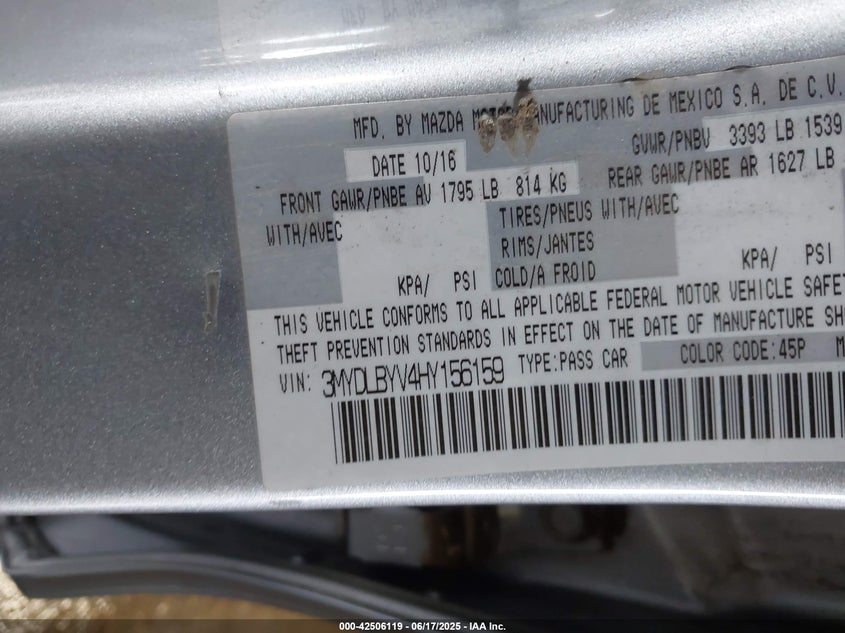 MFD. BY MAZDA MOTOR MANUFACTURING DE MEXICO S.A. DE C.V.
DATE 10/16 GVWR/PNBV 3393 LB 1539
FRONT GAWR/PNBE AV 1795 LB 814 KG REAR GAWR/PNBE AR 1627 LB
WITH/AVEC TIRES/PNEUS WITH/AVEC
RIMS/JANTES
KPA/ PSI COLD/A FROID KPA/ PSI
THIS VEHICLE CONFORMS TO ALL APPLICABLE FEDERAL MOTOR VEHICLE SAFET
THEFT PREVENTION STANDARDS IN EFFECT ON THE DATE OF MANUFACTURE SH
VIN: 3MYDLBYV4HY156159 TYPE:PASS CAR COLOR CODE:45P M
000-42506119 - 06/17/2025 - IAA Inc.